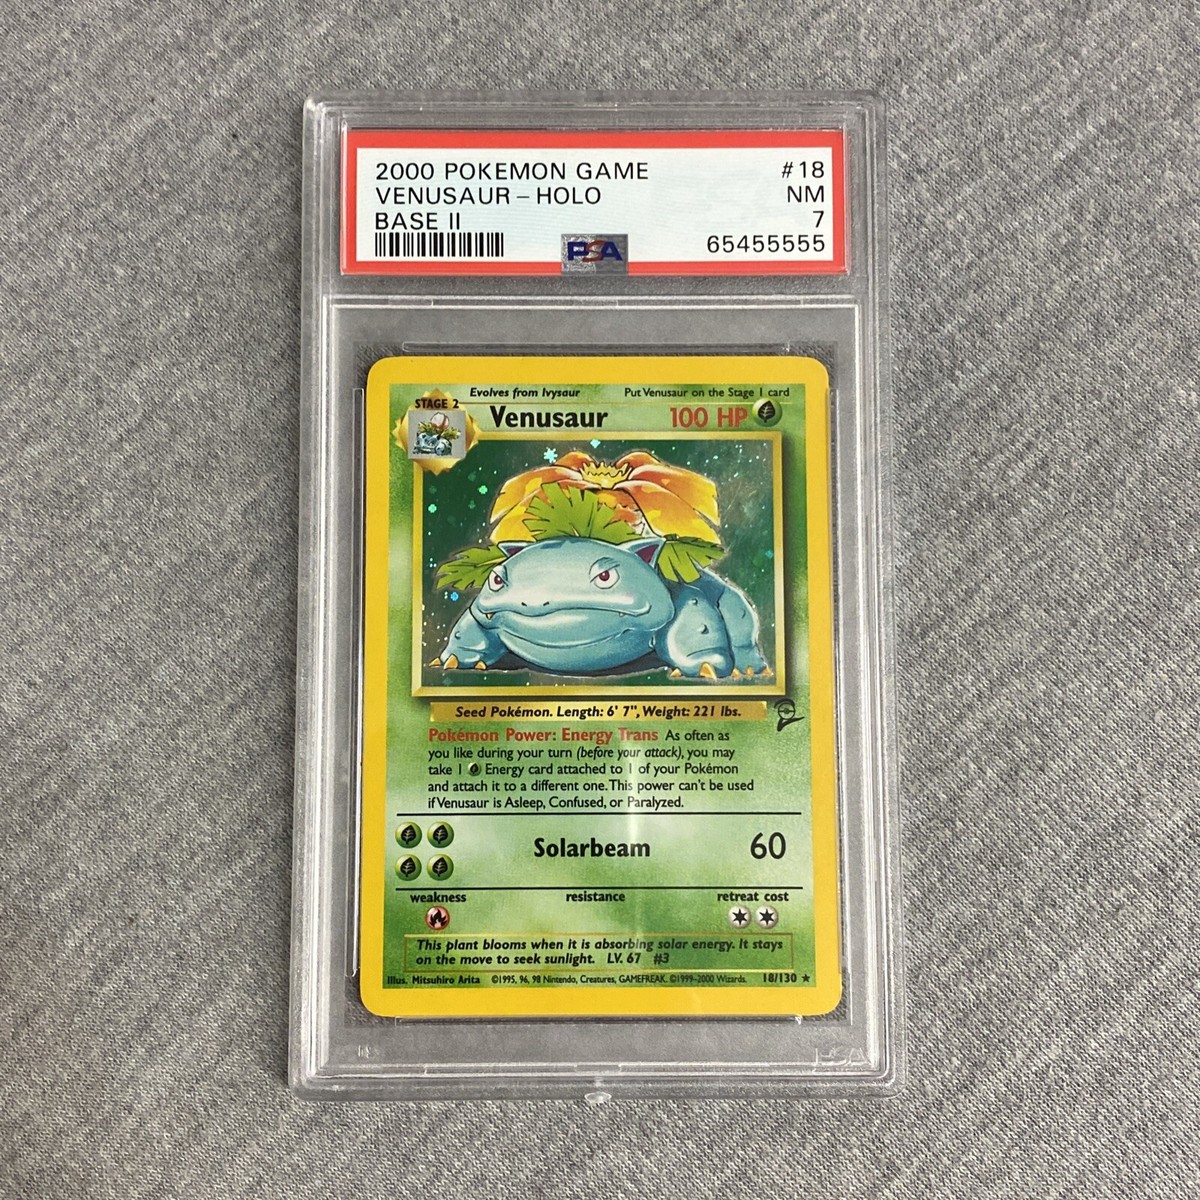 2000 POKEMON GAME #18
VENUSAUR - HOLO NM
BASE II 7
65455555
PSA
Evolves from Ivysaur Put Venusaur on the Stage 1 card
STAGE 2
Venusaur 100 HP
Seed Pokémon. Length: 6' 7", Weight: 221 lbs.
Pokémon Power: Energy Trans As often as
you like during your turn (before your attack), you may
take 1 Energy card attached to 1 of your Pokémon
and attach it to a different one. This power can't be used
if Venusaur is Asleep, Confused, or Paralyzed.
Solarbeam 60
weakness resistance retreat cost
This plant blooms when it is absorbing solar energy. It stays
on the move to seek sunlight. LV. 67 #3
Illus. Mitsuhiro Arita ©1995, 96, 98 Nintendo, Creatures, GAMEFREAK. ©1999-2000 Wizards. 18/130 ★
PSA